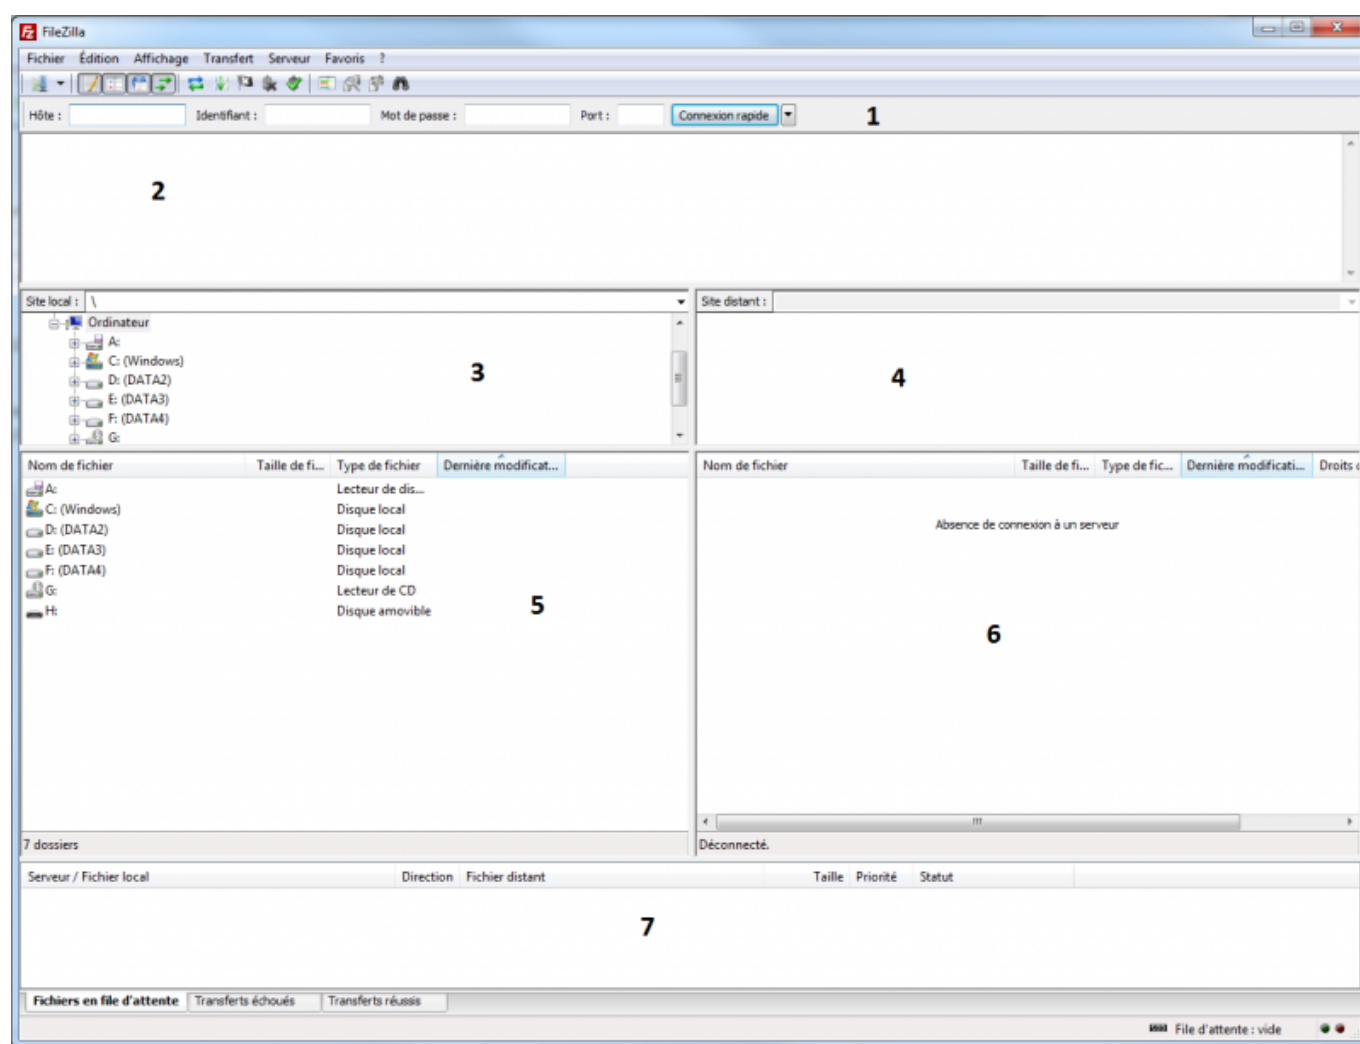 FileZilla
Fichier Édition Affichage Transfert Serveur Favoris ?
Hôte : Identifiant : Mot de passe : Port : Connexion rapide 1
2
Site local : \ Site distant :
Ordinateur
A:
C: (Windows)
D: (DATA2)
E: (DATA3)
F: (DATA4)
G:
3
4
Nom de fichier Taille de fi... Type de fichier Dernière modificat...
A: Lecteur de dis...
C: (Windows) Disque local
D: (DATA2) Disque local
E: (DATA3) Disque local
F: (DATA4) Disque local
G: Lecteur de CD
H: Disque amovible
5
7 dossiers
Nom de fichier Taille de fi... Type de fic... Dernière modificati... Droits d
Absence de connexion à un serveur
6
Déconnecté.
Serveur / Fichier local Direction Fichier distant Taille Priorité Statut
7
Fichiers en file d'attente Transferts échoués Transferts réussis
File d'attente : vide